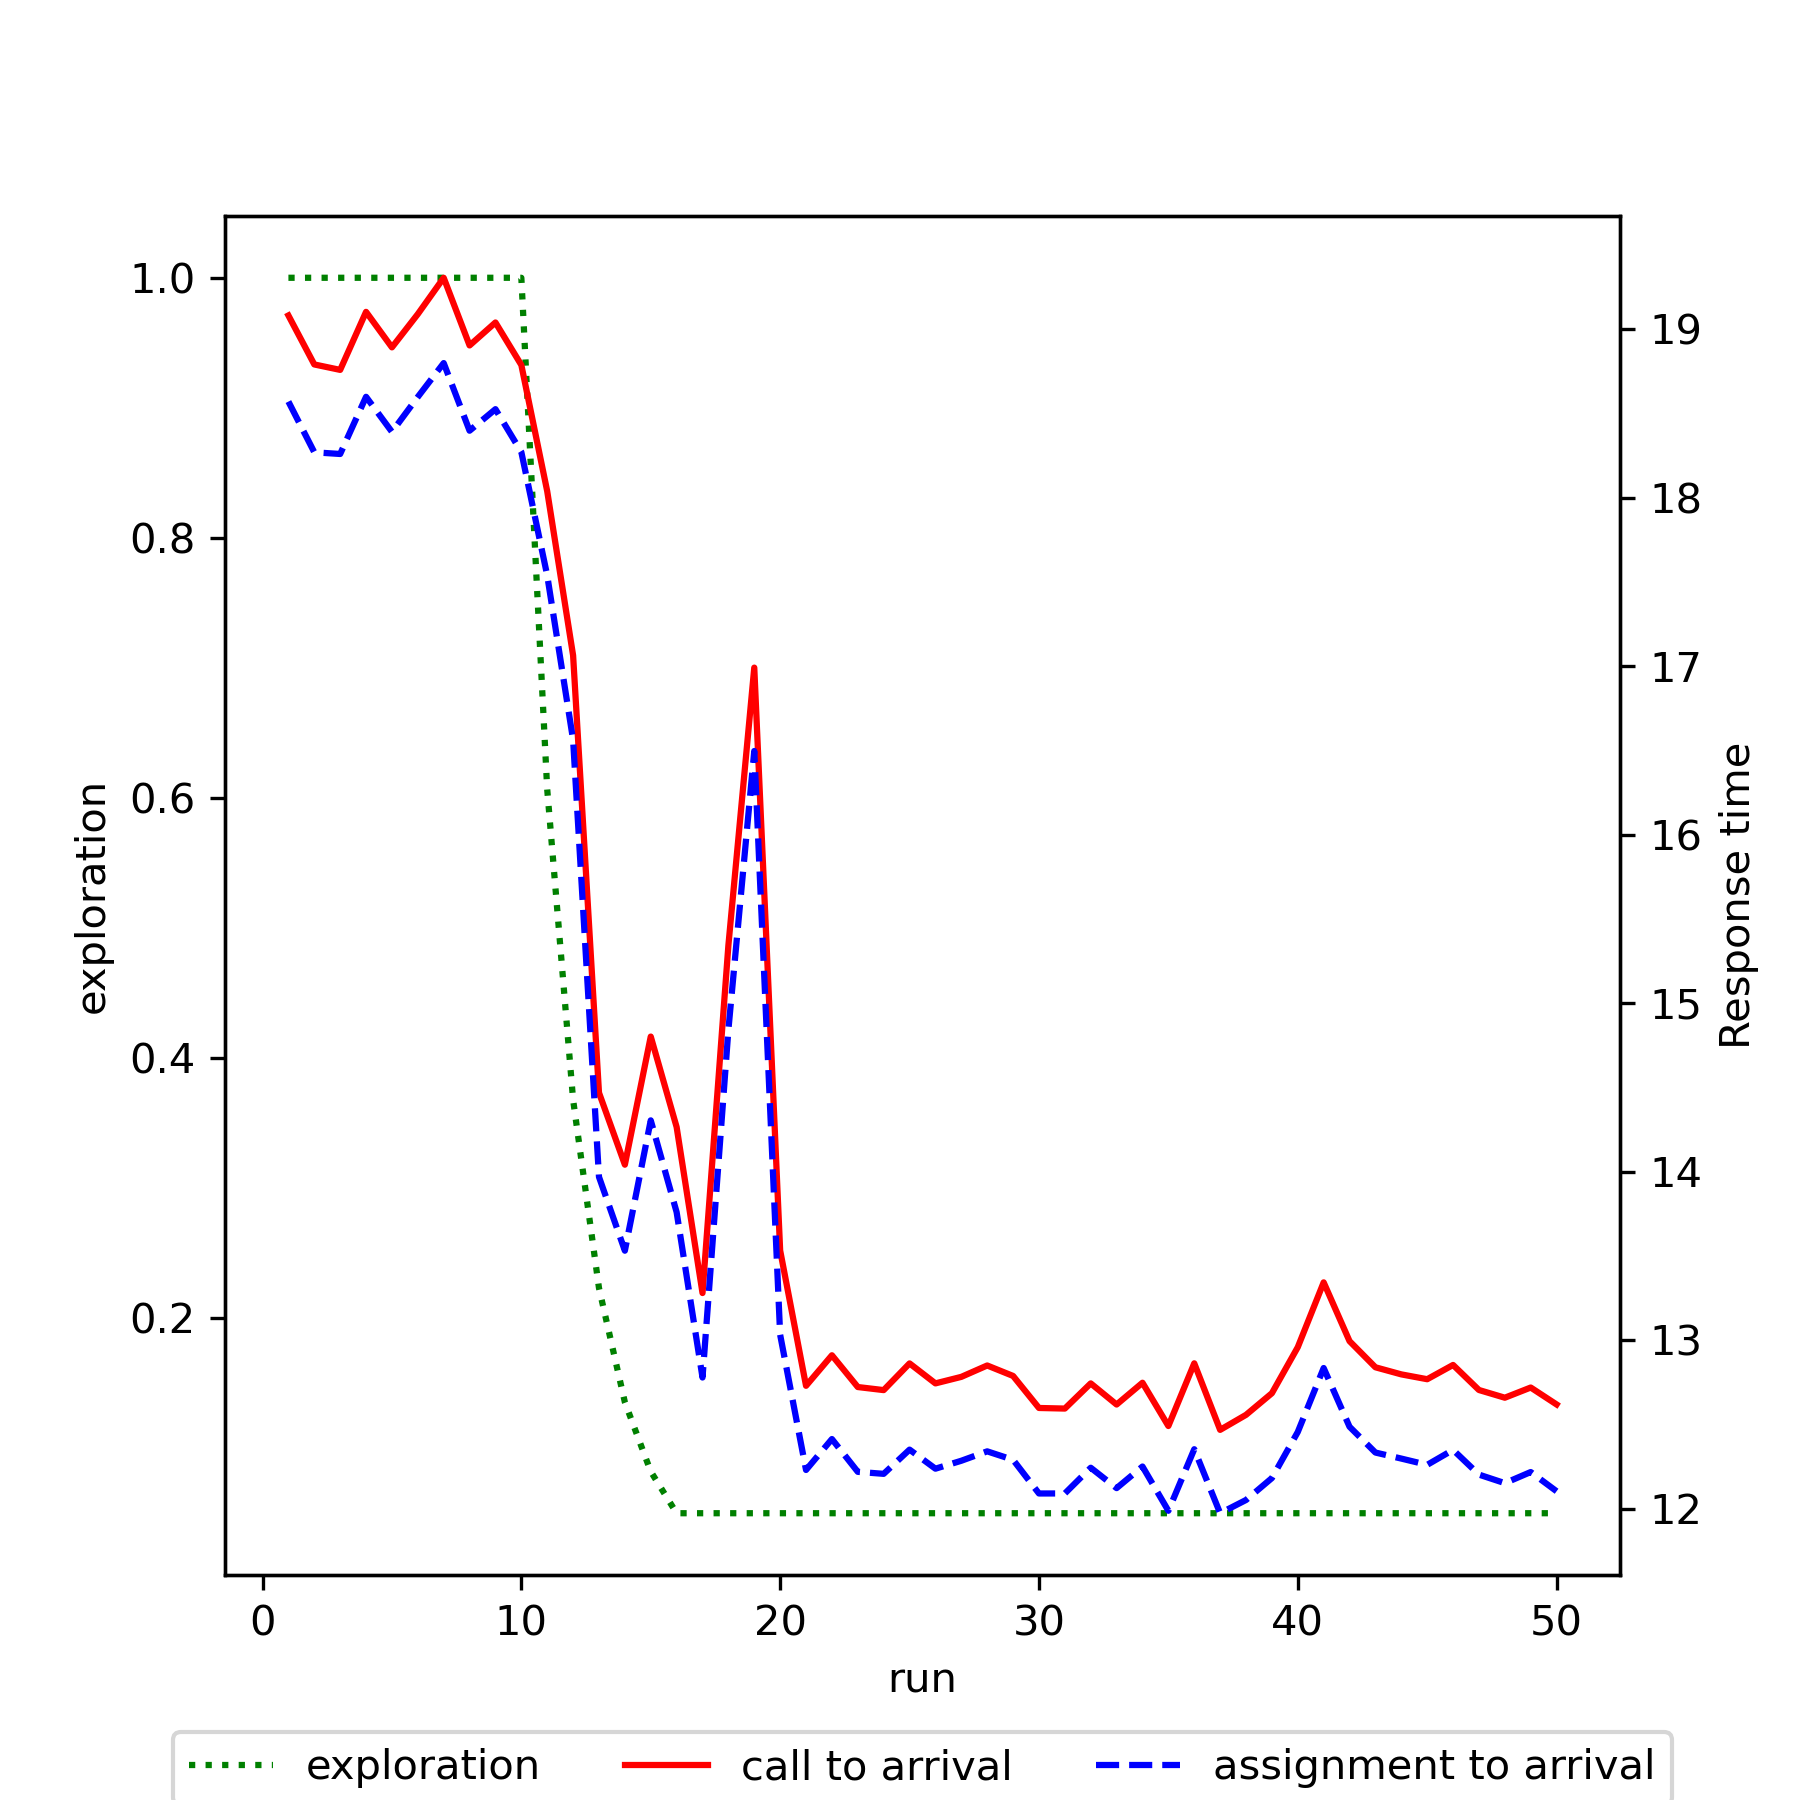 1.0
0.8
0.6
0.4
0.2
exploration
19
18
17
16
15
14
13
12
Response time
0 10 20 30 40 50
run
exploration call to arrival assignment to arrival